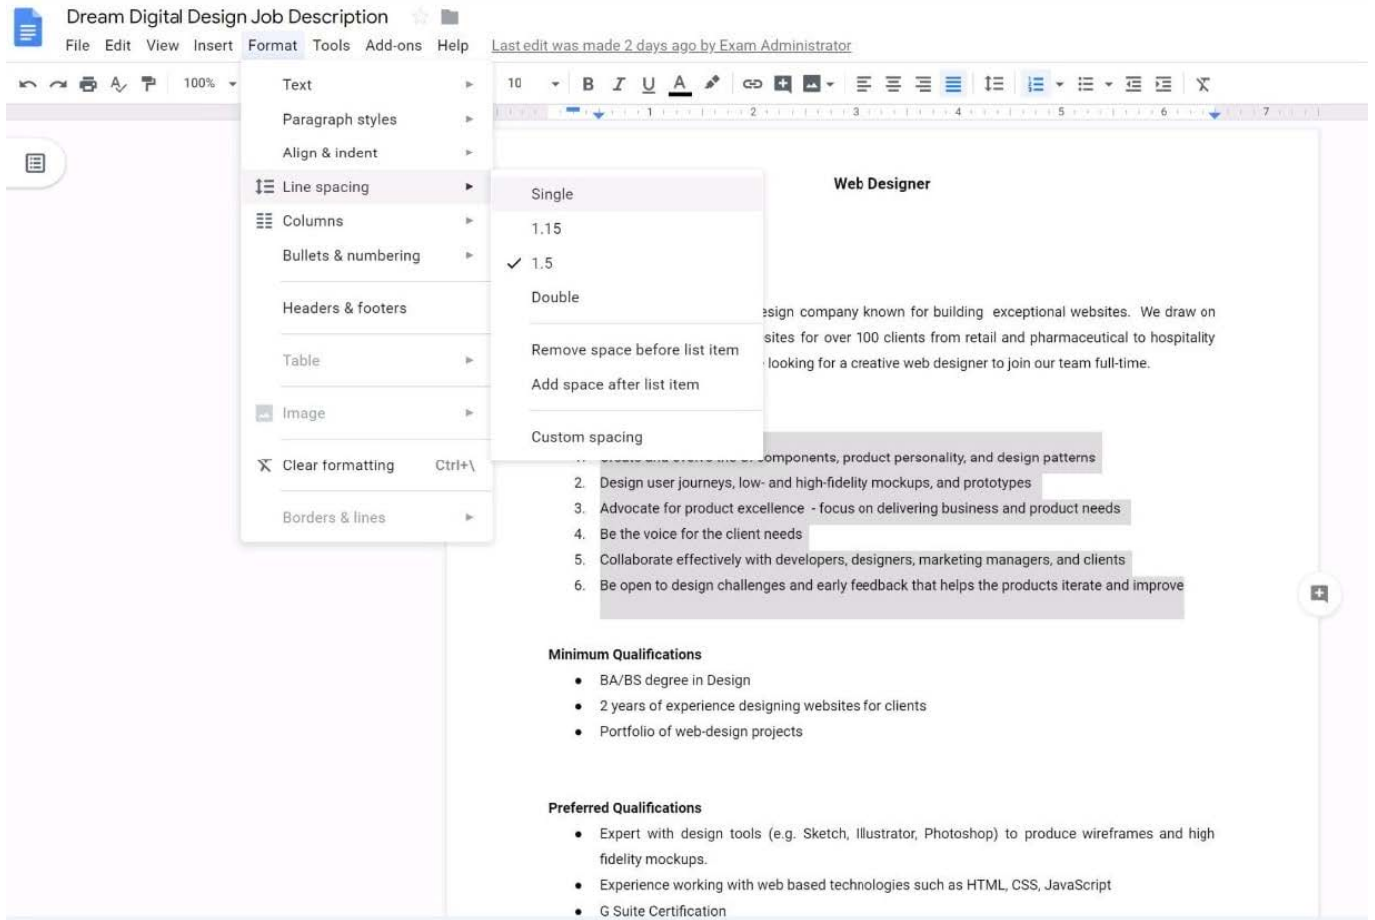 Dream Digital Design Job Description
File Edit View Insert Format Tools Add-ons Help Last edit was made 2 days ago by Exam Administrator
100% 10 B I U A
1 2 3 4 5 6 7
Text
Paragraph styles
Align & indent
Line spacing
Columns
Bullets & numbering
Headers & footers
Table
Image
Clear formatting Ctrl+\
Borders & lines
Single
1.15
1.5
Double
Remove space before list item
Add space after list item
Custom spacing
Web Designer
esign company known for building exceptional websites. We draw on
sites for over 100 clients from retail and pharmaceutical to hospitality
looking for a creative web designer to join our team full-time.
components, product personality, and design patterns
2. Design user journeys, low- and high-fidelity mockups, and prototypes
3. Advocate for product excellence - focus on delivering business and product needs
4. Be the voice for the client needs
5. Collaborate effectively with developers, designers, marketing managers, and clients
6. Be open to design challenges and early feedback that helps the products iterate and improve
Minimum Qualifications
● BA/BS degree in Design
● 2 years of experience designing websites for clients
● Portfolio of web-design projects
Preferred Qualifications
● Expert with design tools (e.g. Sketch, Illustrator, Photoshop) to produce wireframes and high
fidelity mockups.
● Experience working with web based technologies such as HTML, CSS, JavaScript
● G Suite Certification